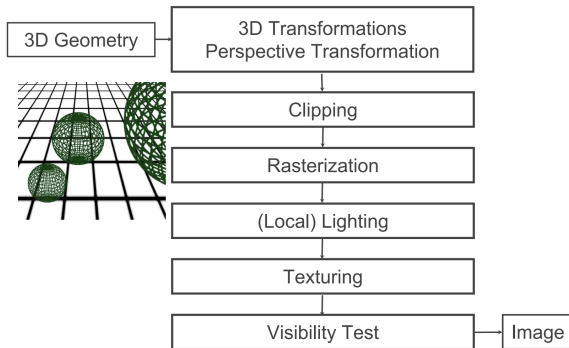 3D Geometry
3D Transformations
Perspective Transformation
Clipping
Rasterization
(Local) Lighting
Texturing
Visibility Test
Image